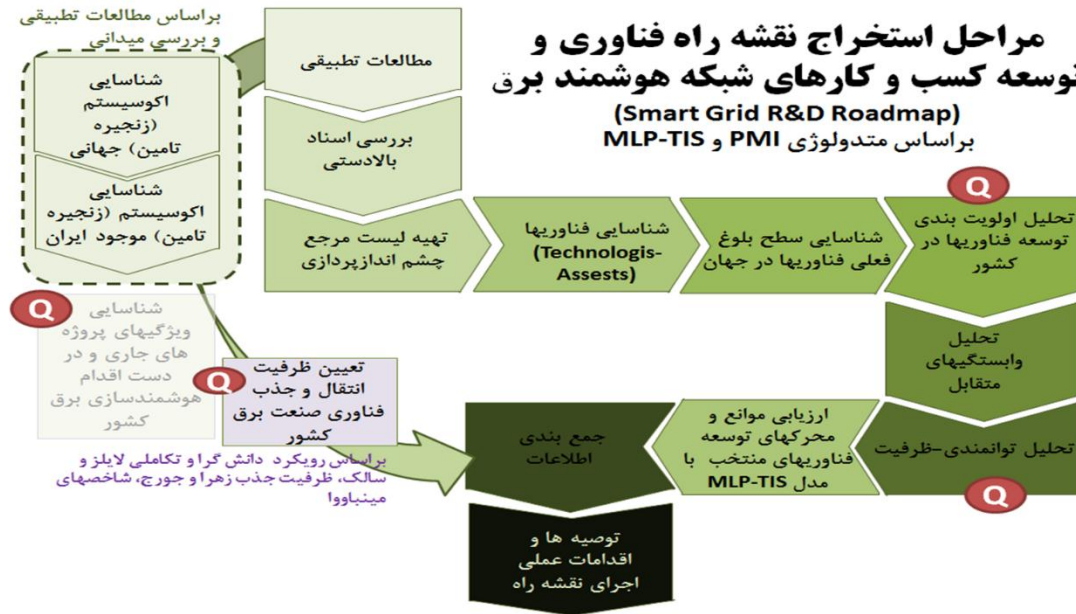 مراحل استخراج نقشه راه فناوری و
توسعه کسب و کارهای شبکه هوشمند برق
(Smart Grid R&D Roadmap)
براساس متدولوژی PMI و MLP-TIS
براساس مطالعات تطبیقی
و بررسی میدانی
شناسایی
اکوسیستم
(زنجیره
تامین) جهانی
شناسایی
اکوسیستم (زنجیره
تامین) موجود ایران
مطالعات تطبیقی
بررسی اسناد
بالادستی
تهیه لیست مرجع
چشم اندازپردازی
شناسایی فناوریها
(Technologis-
Assests)
شناسایی سطح بلوغ
فعلی فناوریها در جهان
Q
تحلیل اولویت بندی
توسعه فناوریها در
کشور
تحلیل
وابستگیهای
متقابل
تحلیل توانمندی-ظرفیت
Q
ارزیابی موانع و
محرکهای توسعه
فناوریهای منتخب با
مدل MLP-TIS
جمع بندی
اطلاعات
توصیه ها و
اقدامات عملی
اجرای نقشه راه
Q
شناسایی
ویژگیهای پروژه
های جاری و در
دست اقدام
هوشمندسازی برق
کشور
Q
تعیین ظرفیت
انتقال و جذب
فناوری صنعت برق
کشور
براساس رویکرد دانش گرا و تکاملی لایلز و
سالک، ظرفیت جذب زهرا و جورج، شاخصهای
مینباووا